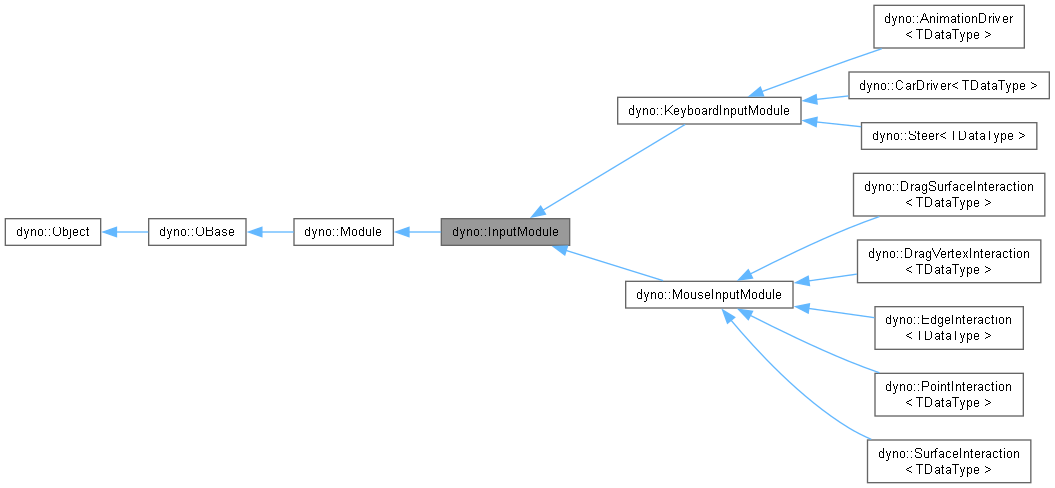 dyno::AnimationDriver
< TDataType >
dyno::CarDriver< TDataType >
dyno::KeyboardInputModule
dyno::Steer< TDataType >
dyno::DragSurfaceInteraction
< TDataType >
dyno::Object
dyno::OBase
dyno::Module
dyno::InputModule
dyno::DragVertexInteraction
< TDataType >
dyno::MouseInputModule
dyno::EdgeInteraction
< TDataType >
dyno::PointInteraction
< TDataType >
dyno::SurfaceInteraction
< TDataType >